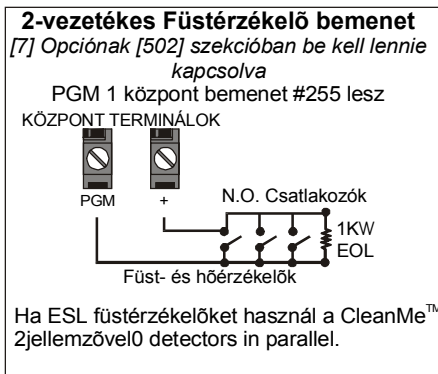 2-vezetékes Füstérzékelõ bemenet
[7] Opciónak [502] szekcióban be kell lennie
kapcsolva
PGM 1 központ bemenet #255 lesz
KÖZPONT TERMINÁLOK
PGM
+
N.O. Csatlakozók
1KW
EOL
Füst- és hõérzékelõk
Ha ESL füstérzékelõket használ a CleanMe™
2jellemzõvel0 detectors in parallel.